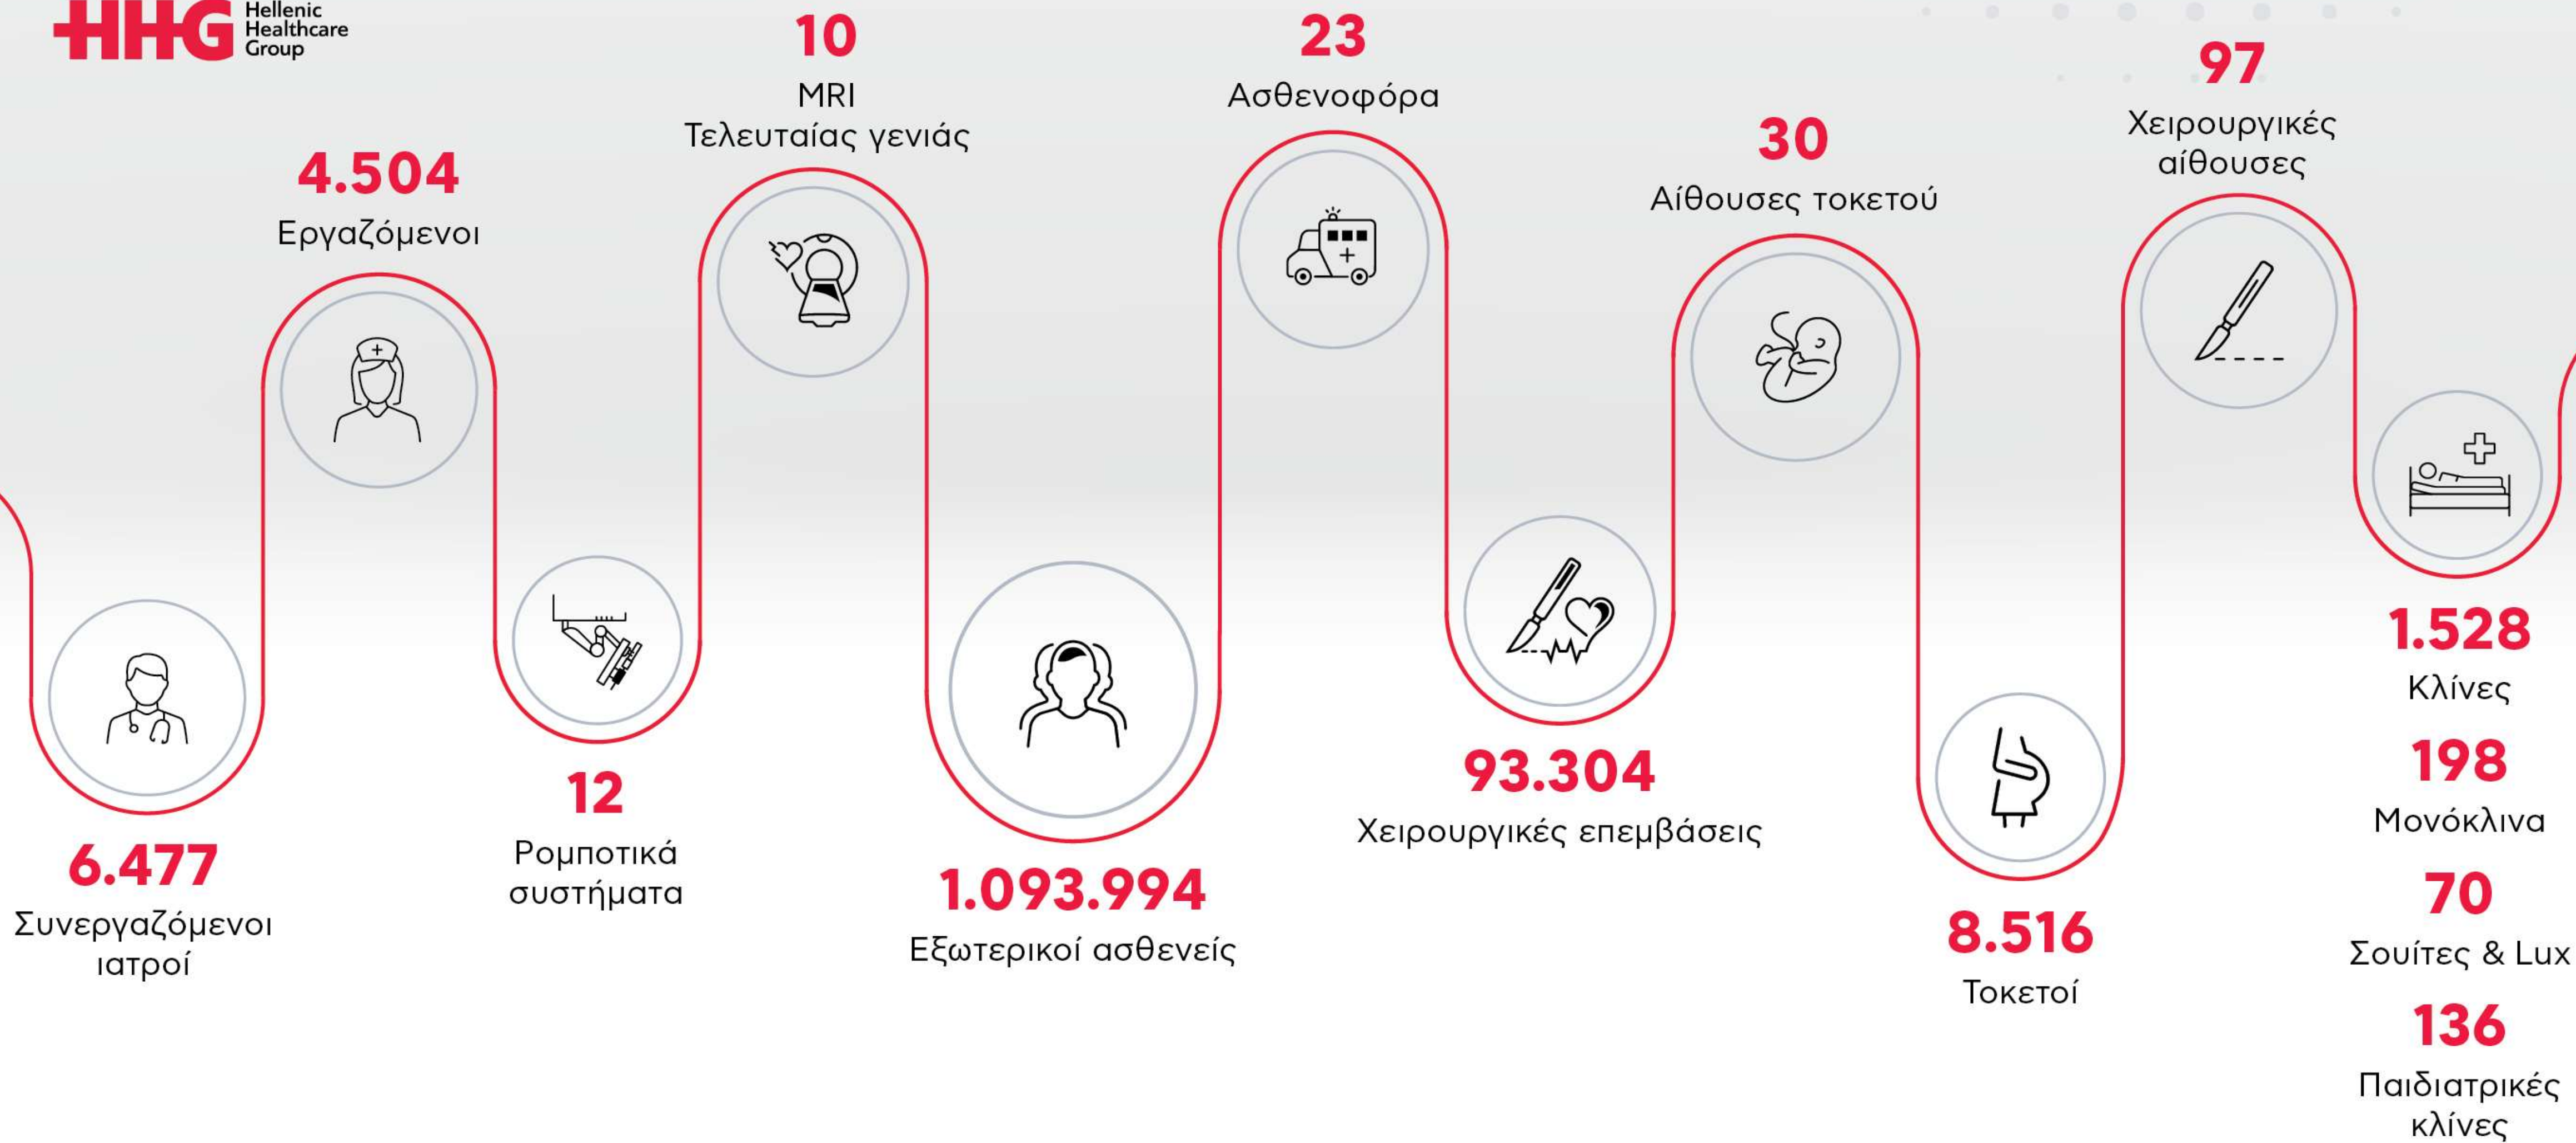 HHG
Hellenic
Healthcare
Group
6.477
Συνεργαζόμενοι
ιατροί
4.504
Εργαζόμενοι
12
Ρομποτικά
συστήματα
10
MRI
Τελευταίας γενιάς
1.093.994
Εξωτερικοί ασθενείς
23
Ασθενοφόρα
93.304
Χειρουργικές επεμβάσεις
30
Αίθουσες τοκετού
8.516
Τοκετοί
97
Χειρουργικές
αίθουσες
1.528
Κλίνες
198
Μονόκλινα
70
Σουίτες & Lux
136
Παιδιατρικές
κλίνες